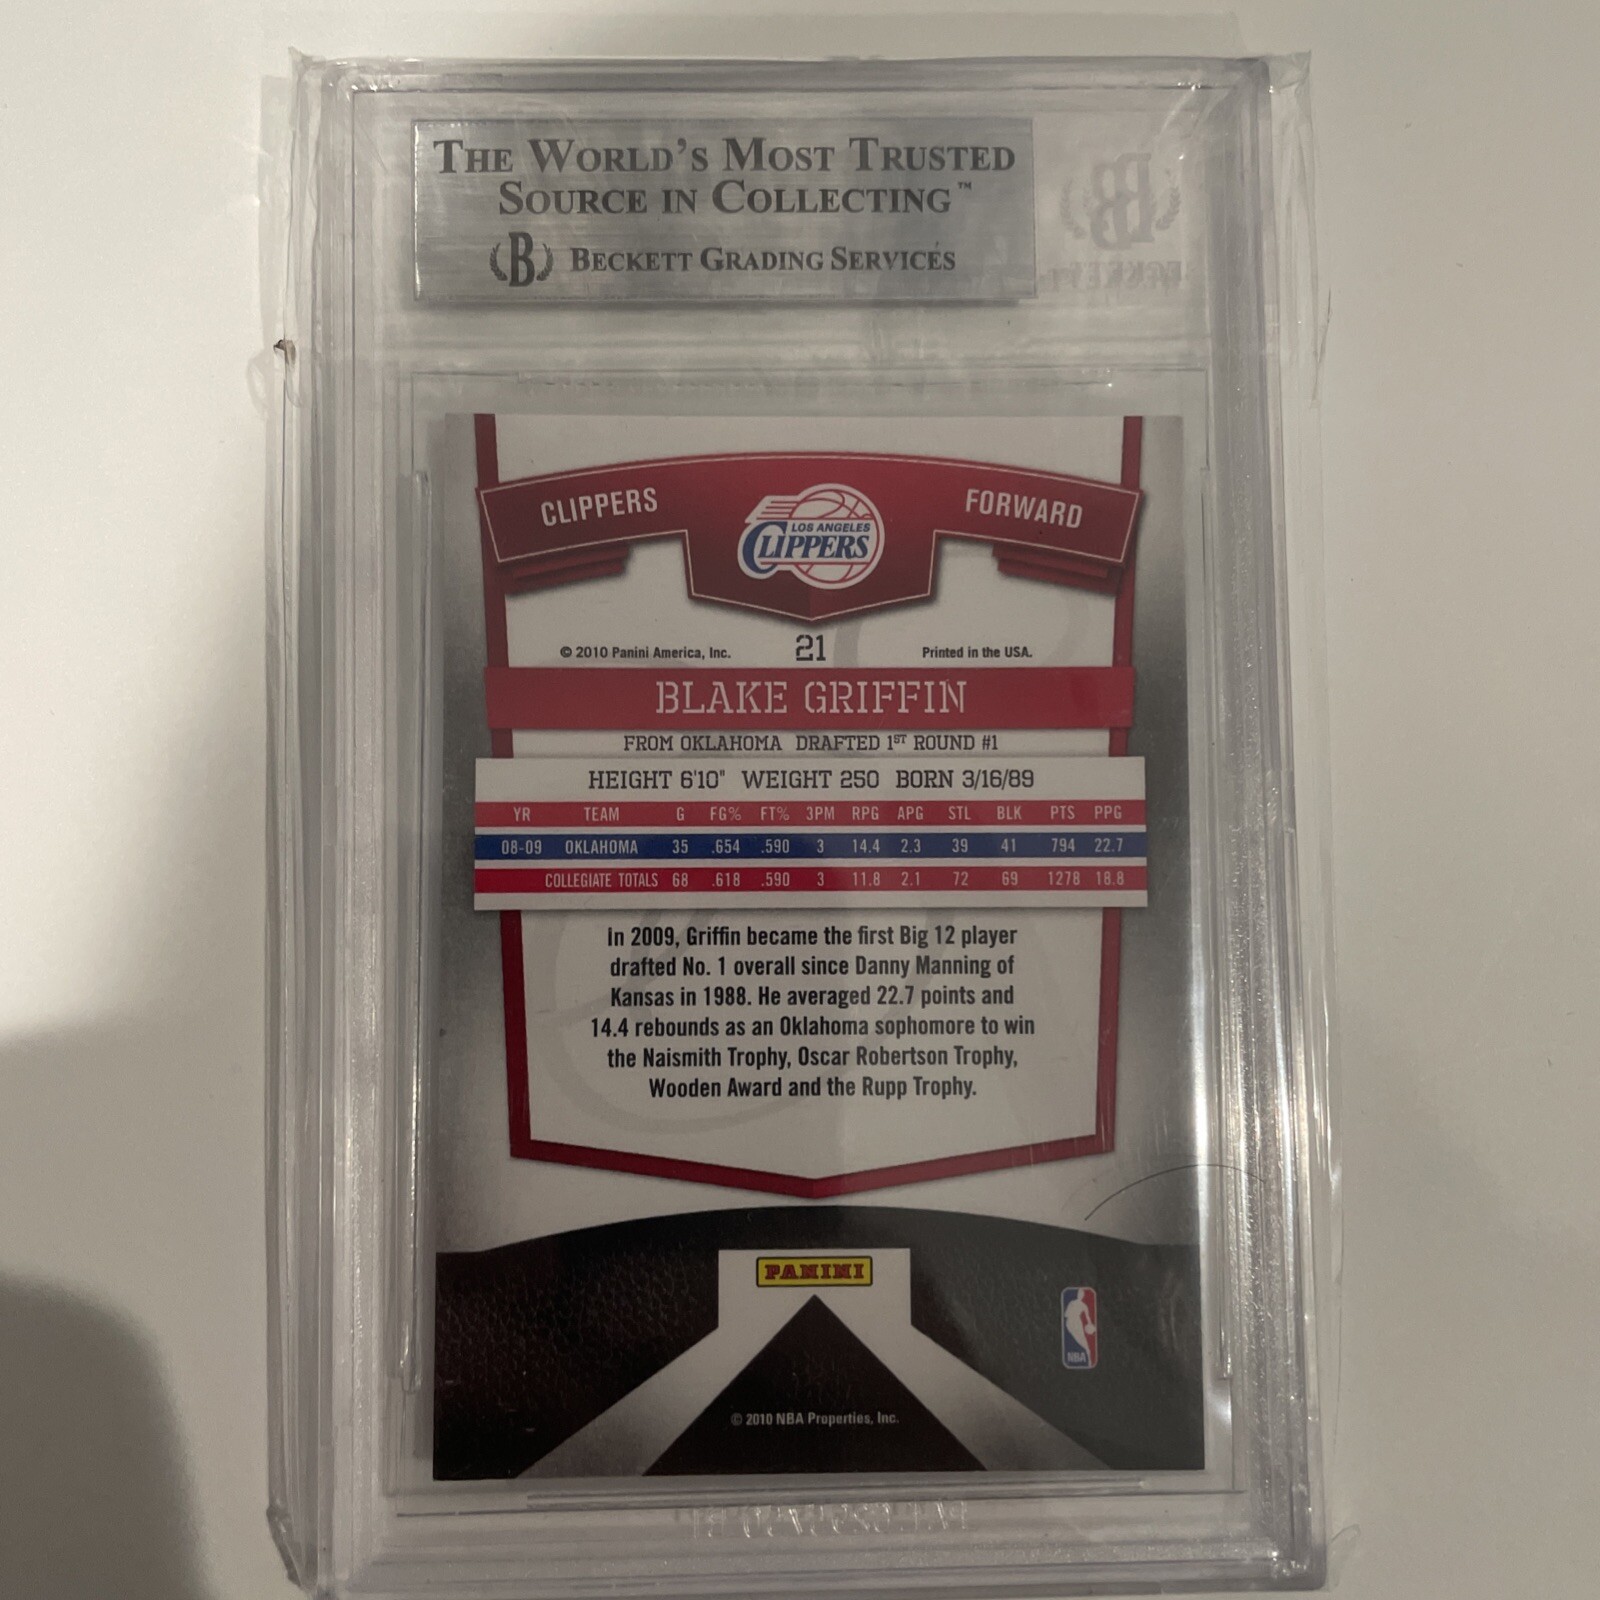 THE WORLD'S MOST TRUSTED
SOURCE IN COLLECTING™
B BECKETT GRADING SERVICES
CLIPPERS
LOS ANGELES
CLIPPERS
FORWARD
© 2010 Panini America, Inc. 21 Printed in the USA.
BLAKE GRIFFIN
FROM OKLAHOMA DRAFTED 1ST ROUND #1
HEIGHT 6'10" WEIGHT 250 BORN 3/16/89
YR TEAM G FG% FT% 3PM RPG APG STL BLK PTS PPG
08-09 OKLAHOMA 35 .654 .590 3 14.4 2.3 39 41 794 22.7
COLLEGIATE TOTALS 68 .618 .590 3 11.8 2.1 72 69 1278 18.8
In 2009, Griffin became the first Big 12 player
drafted No. 1 overall since Danny Manning of
Kansas in 1988. He averaged 22.7 points and
14.4 rebounds as an Oklahoma sophomore to win
the Naismith Trophy, Oscar Robertson Trophy,
Wooden Award and the Rupp Trophy.
PANINI
NBA
© 2010 NBA Properties, Inc.